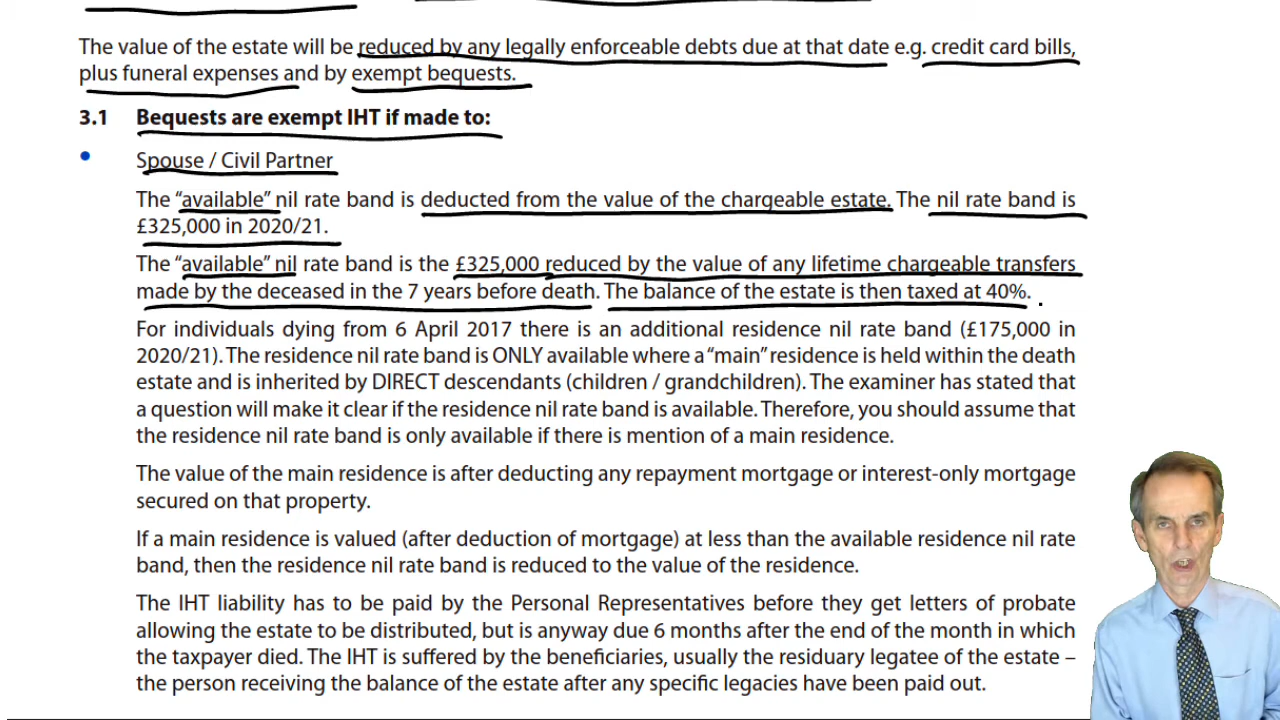 The value of the estate will be reduced by any legally enforceable debts due at that date e.g. credit card bills,
plus funeral expenses and by exempt bequests.
3.1 Bequests are exempt IHT if made to:
• Spouse / Civil Partner
The “available” nil rate band is deducted from the value of the chargeable estate. The nil rate band is
£325,000 in 2020/21.
The “available” nil rate band is the £325,000 reduced by the value of any lifetime chargeable transfers
made by the deceased in the 7 years before death. The balance of the estate is then taxed at 40%.
For individuals dying from 6 April 2017 there is an additional residence nil rate band (£175,000 in
2020/21). The residence nil rate band is ONLY available where a “main” residence is held within the death
estate and is inherited by DIRECT descendants (children / grandchildren). The examiner has stated that
a question will make it clear if the residence nil rate band is available. Therefore, you should assume that
the residence nil rate band is only available if there is mention of a main residence.
The value of the main residence is after deducting any repayment mortgage or interest-only mortgage
secured on that property.
If a main residence is valued (after deduction of mortgage) at less than the available residence nil rate
band, then the residence nil rate band is reduced to the value of the residence.
The IHT liability has to be paid by the Personal Representatives before they get letters of probate
allowing the estate to be distributed, but is anyway due 6 months after the end of the month in which
the taxpayer died. The IHT is suffered by the beneficiaries, usually the residuary legatee of the estate –
the person receiving the balance of the estate after any specific legacies have been paid out.